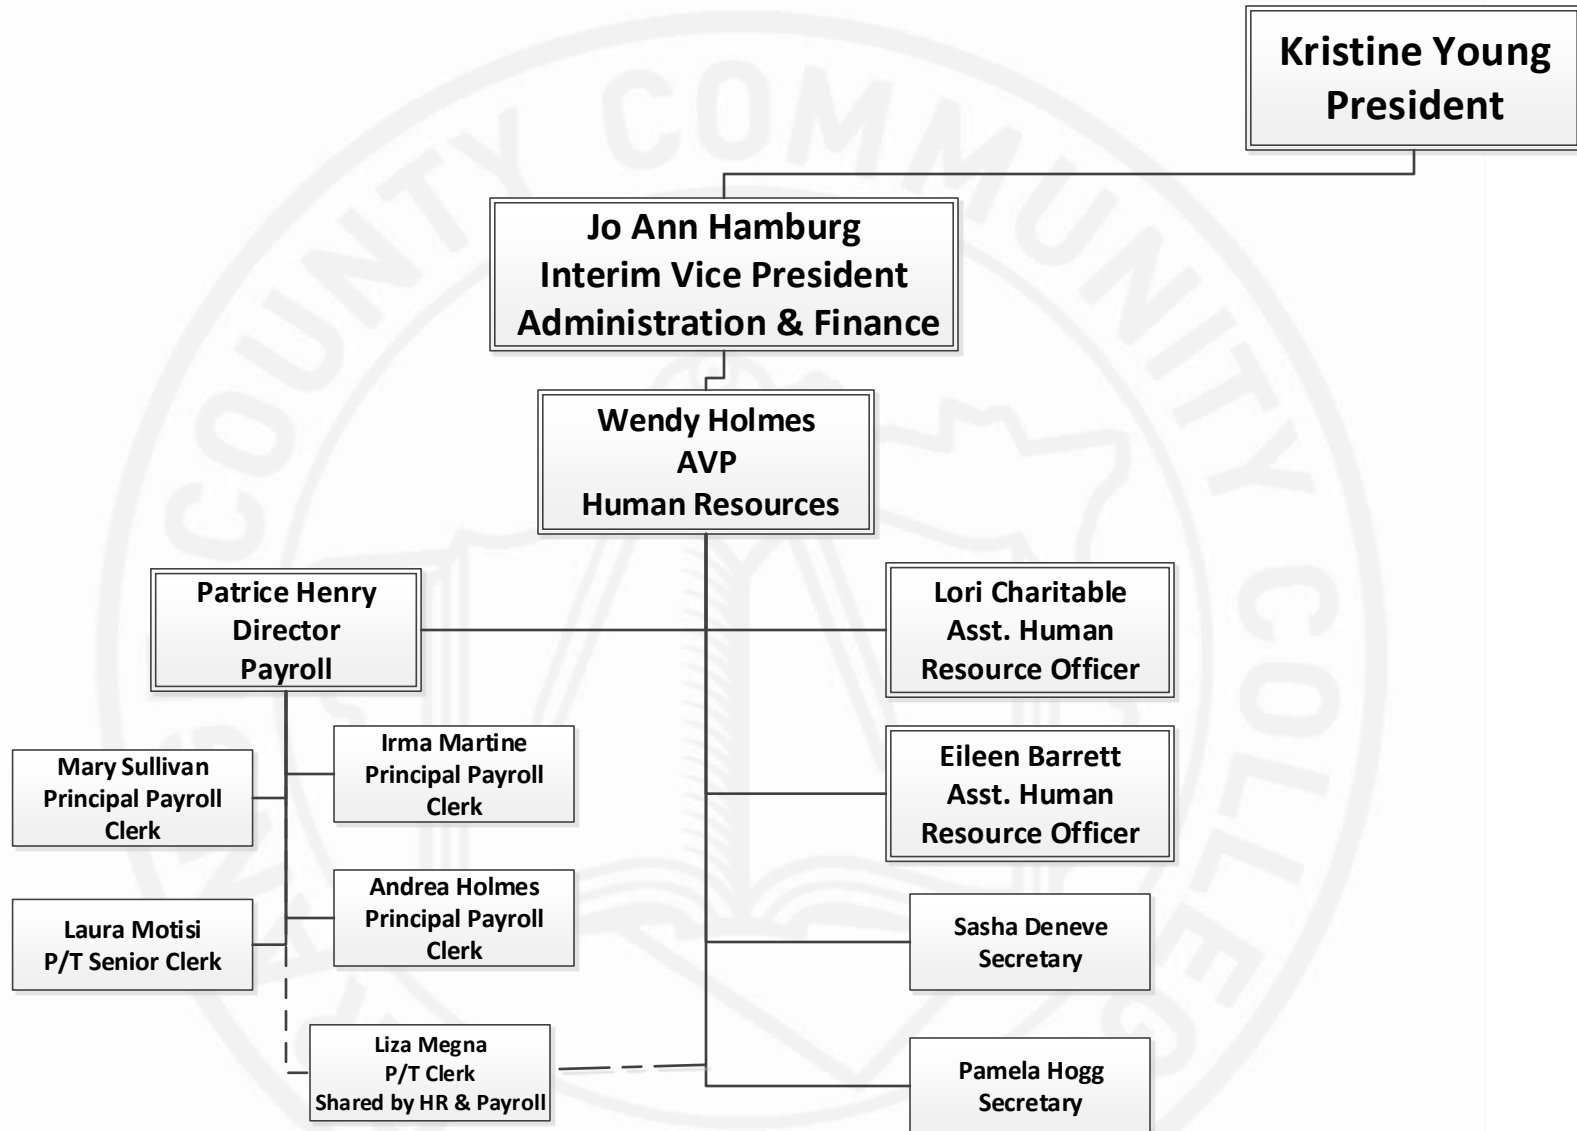 Kristine Young
President
Jo Ann Hamburg
Interim Vice President
Administration & Finance
Wendy Holmes
AVP
Human Resources
Patrice Henry
Director
Payroll
Lori Charitable
Asst. Human
Resource Officer
Mary Sullivan
Principal Payroll
Clerk
Irma Martine
Principal Payroll
Clerk
Eileen Barrett
Asst. Human
Resource Officer
Laura Motisi
P/T Senior Clerk
Andrea Holmes
Principal Payroll
Clerk
Sasha Deneve
Secretary
Liza Megna
P/T Clerk
Shared by HR & Payroll
Pamela Hogg
Secretary
COUNTY COMMUNITY